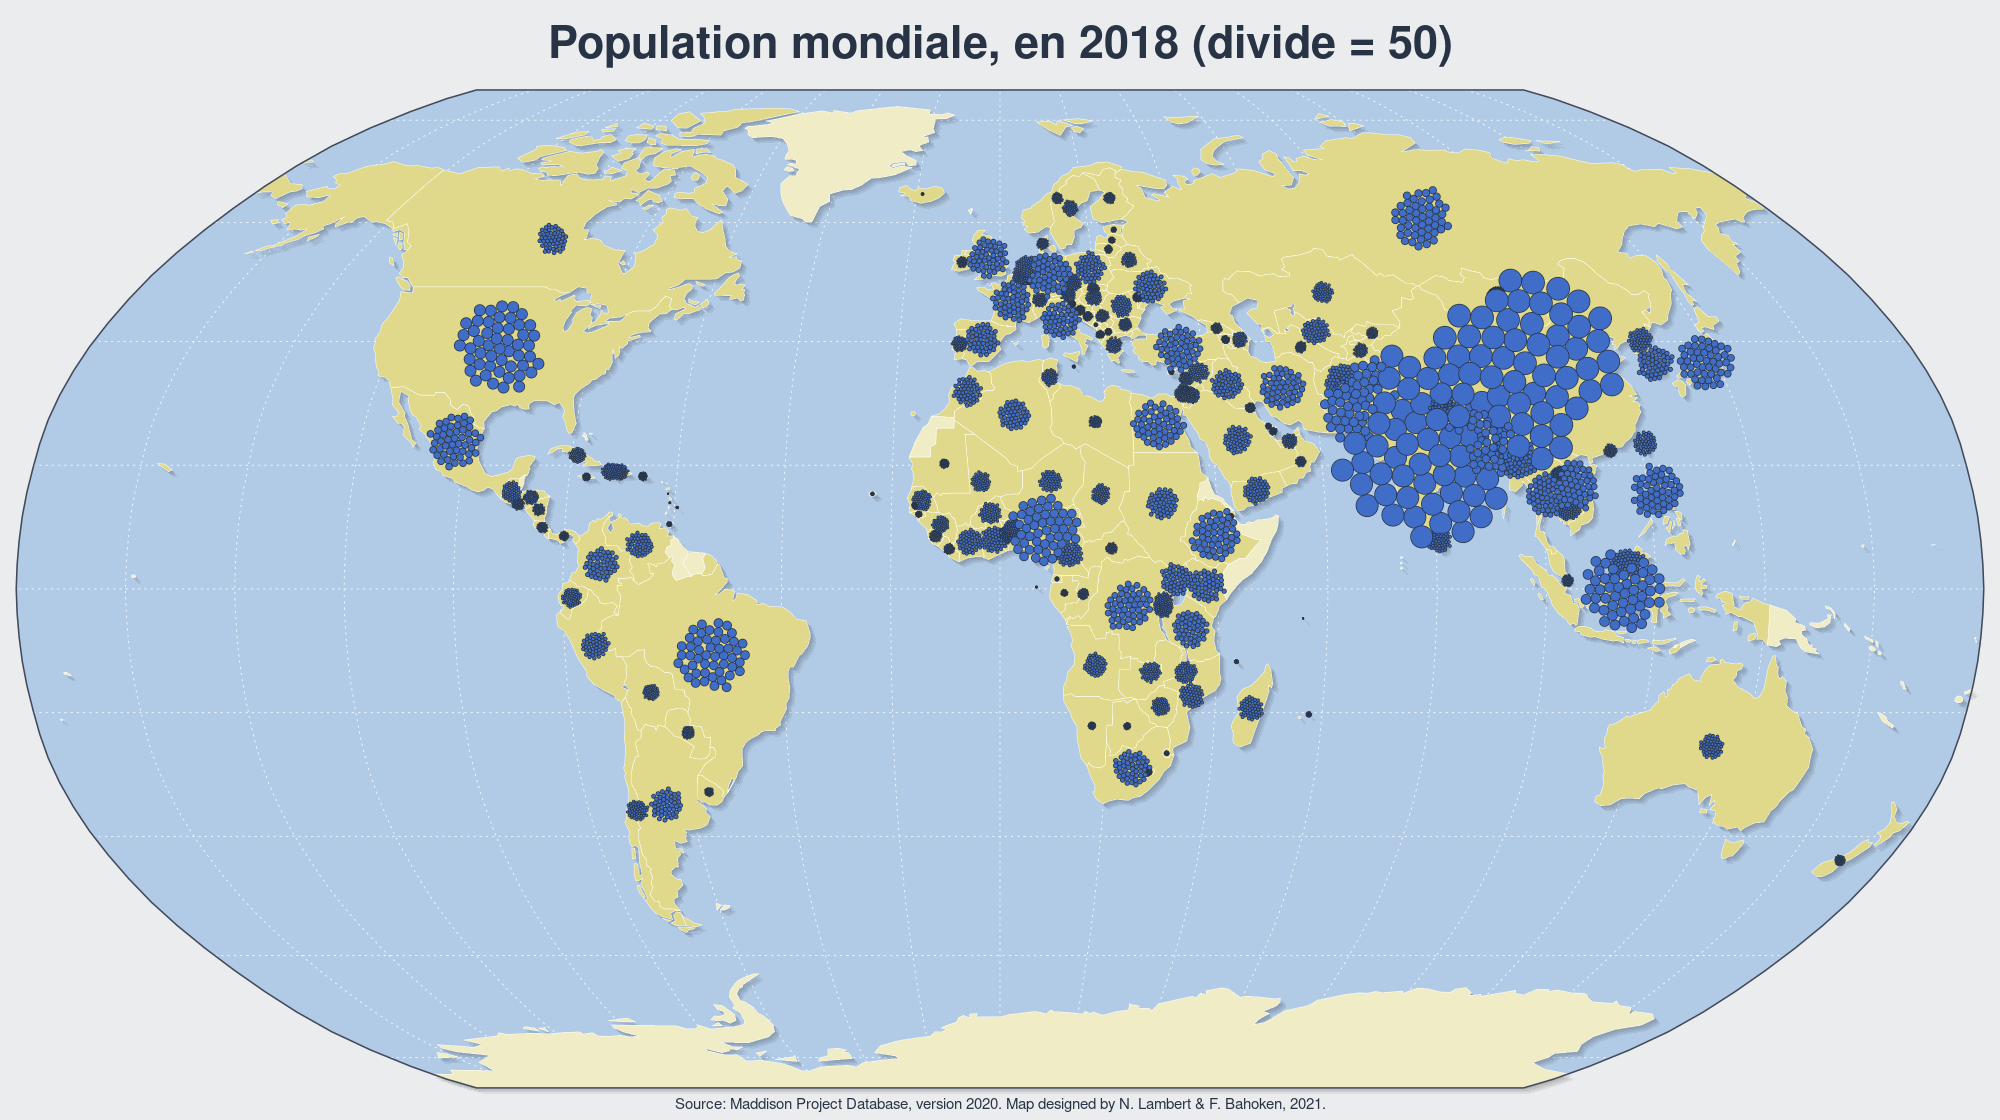 Population mondiale, en 2018 (divide = 50)
Source: Maddison Project Database, version 2020. Map designed by N. Lambert & F. Bahoken, 2021.